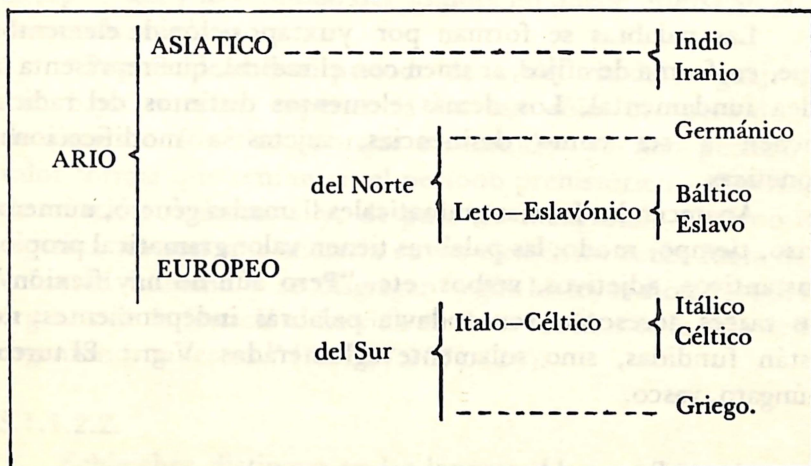 ASIATICO
Indio
Iranio
ARIO
Germánico
del Norte
Leto—Eslavónico
Báltico
Eslavo
EUROPEO
Italo—Céltico
Itálico
Céltico
del Sur
Griego.